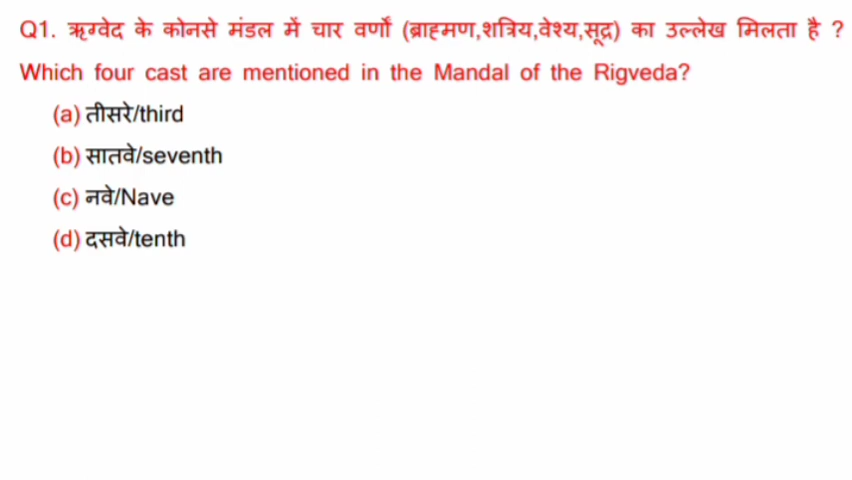 Q1. ऋग्वेद के कोनसे मंडल में चार वर्णों (ब्राह्मण,शत्रिय,वेश्य,सूद्र) का उल्लेख मिलता है ?
Which four cast are mentioned in the Mandal of the Rigveda?
(a) तीसरे/third
(b) सातवे/seventh
(c) नवे/Nave
(d) दसवे/tenth